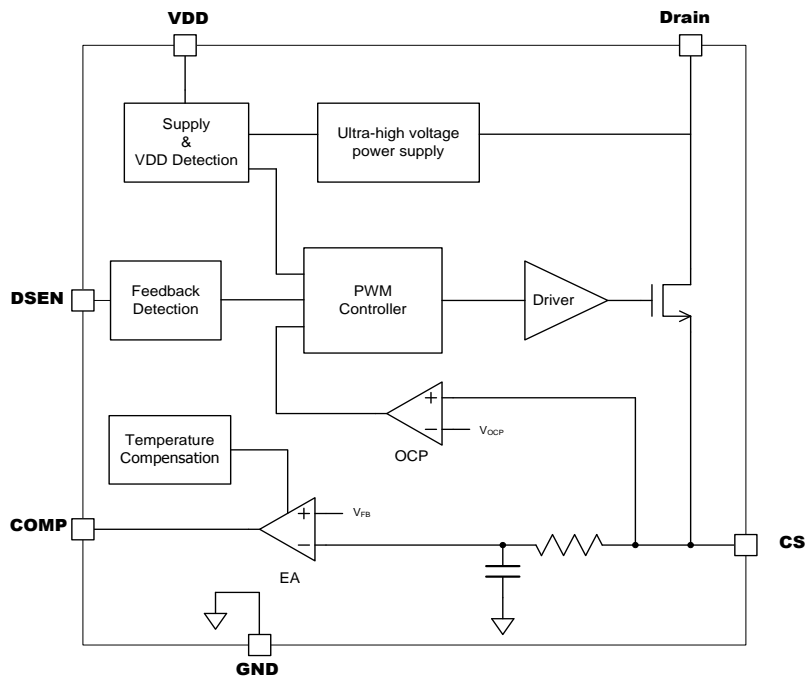 VDD
Drain
Supply
&
VDD Detection
Ultra-high voltage
power supply
DSEN
Feedback
Detection
PWM
Controller
Driver
+
−
VOCP
OCP
Temperature
Compensation
COMP
+
−
VFB
EA
CS
GND